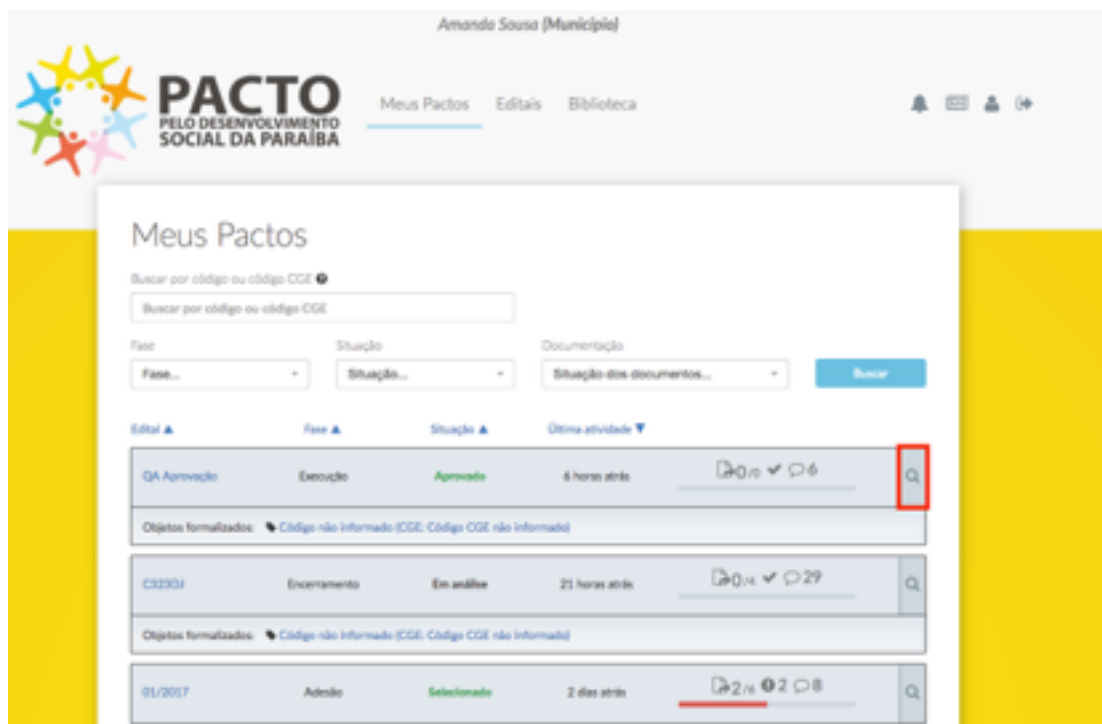 Amanda Sousa (Município)
PACTO
PELO DESENVOLVIMENTO
SOCIAL DA PARAÍBA
Meus Pactos Editais Biblioteca
Meus Pactos
Buscar por código ou código CGE
Buscar por código ou código CGE
Fase Situação Documentação
Fase... Situação... Situação dos documentos... Buscar
Edital Fase Situação Última atividade
QA Aprovação Execução Aprovado 6 horas atrás 0/0 6
Objetos formalizados: Código não informado (CGE: Código CGE não informado)
Encerramento Em análise 21 horas atrás 0/4 29
Objetos formalizados: Código não informado (CGE: Código CGE não informado)
01/2017 Adesão Selecionado 2 dias atrás 2/6 2 8